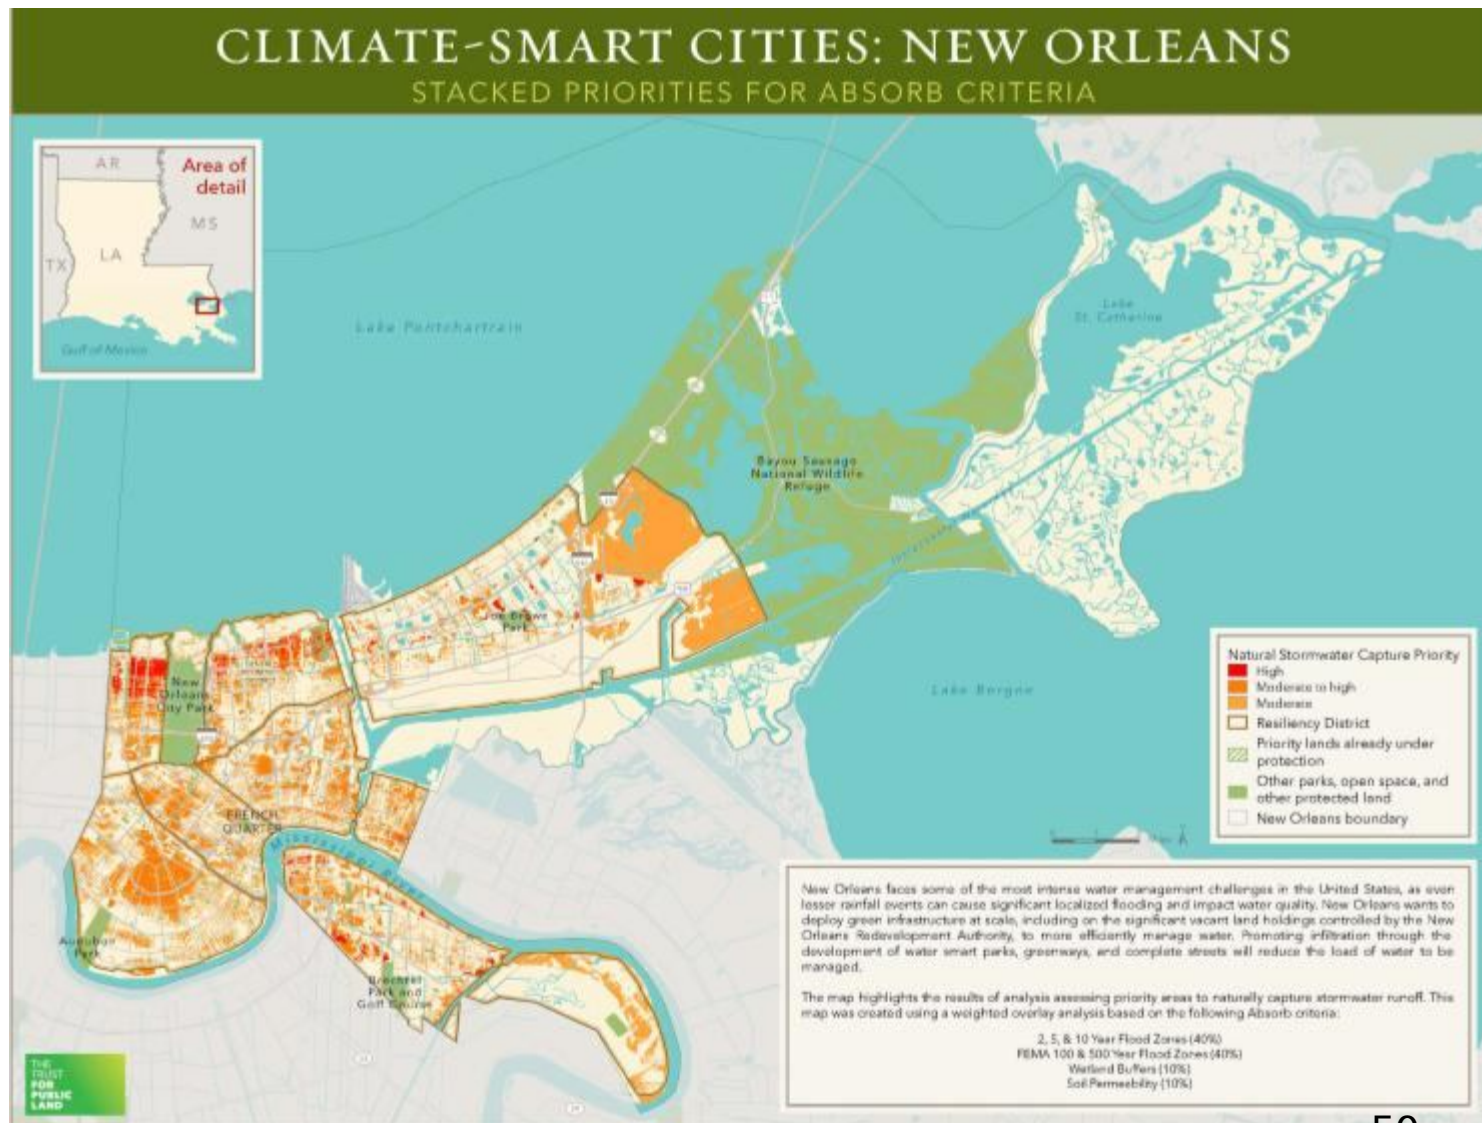 CLIMATE-SMART CITIES: NEW ORLEANS
STACKED PRIORITIES FOR ABSORB CRITERIA
Area of
detail
AR
MS
LA
TX
Gulf of Mexico
Lake Pontchartrain
Lake
St. Catherine
Bayou Sauvage
National Wildlife
Refuge
Joe Brown
Park
New
Orleans
City Park
Lake Borgne
FRENCH
QUARTER
Mississippi River
Audubon
Park
Brechtel
Park and
Golf Course
Natural Stormwater Capture Priority
High
Moderate to high
Moderate
Resiliency District
Priority lands already under
protection
Other parks, open space, and
other protected land
New Orleans boundary
New Orleans faces some of the most intense water management challenges in the United States, as even
lesser rainfall events can cause significant localized flooding and impact water quality. New Orleans wants to
deploy green infrastructure at scale, including on the significant vacant land holdings controlled by the New
Orleans Redevelopment Authority, to more efficiently manage water. Promoting infiltration through the
development of water smart parks, greenways, and complete streets will reduce the load of water to be
managed.
The map highlights the results of analysis assessing priority areas to naturally capture stormwater runoff. This
map was created using a weighted overlay analysis based on the following Absorb criteria:
2, 5, & 10 Year Flood Zones (40%)
FEMA 100 & 500 Year Flood Zones (40%)
Wetland Buffers (10%)
Soil Permeability (10%)
THE
TRUST
FOR
PUBLIC
LAND